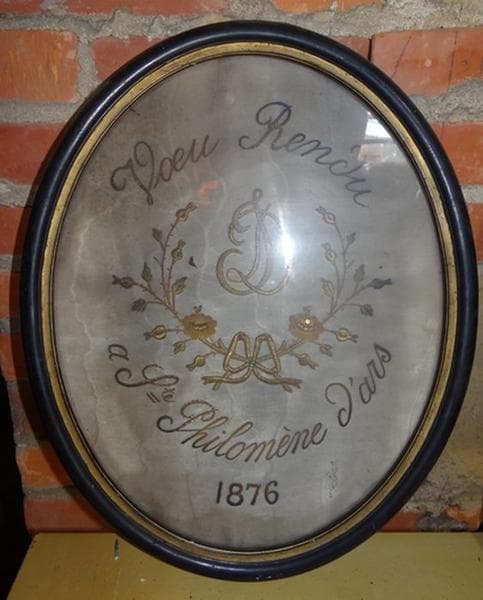 Voeu Rendu
a Ste Philomène d'ars
1876